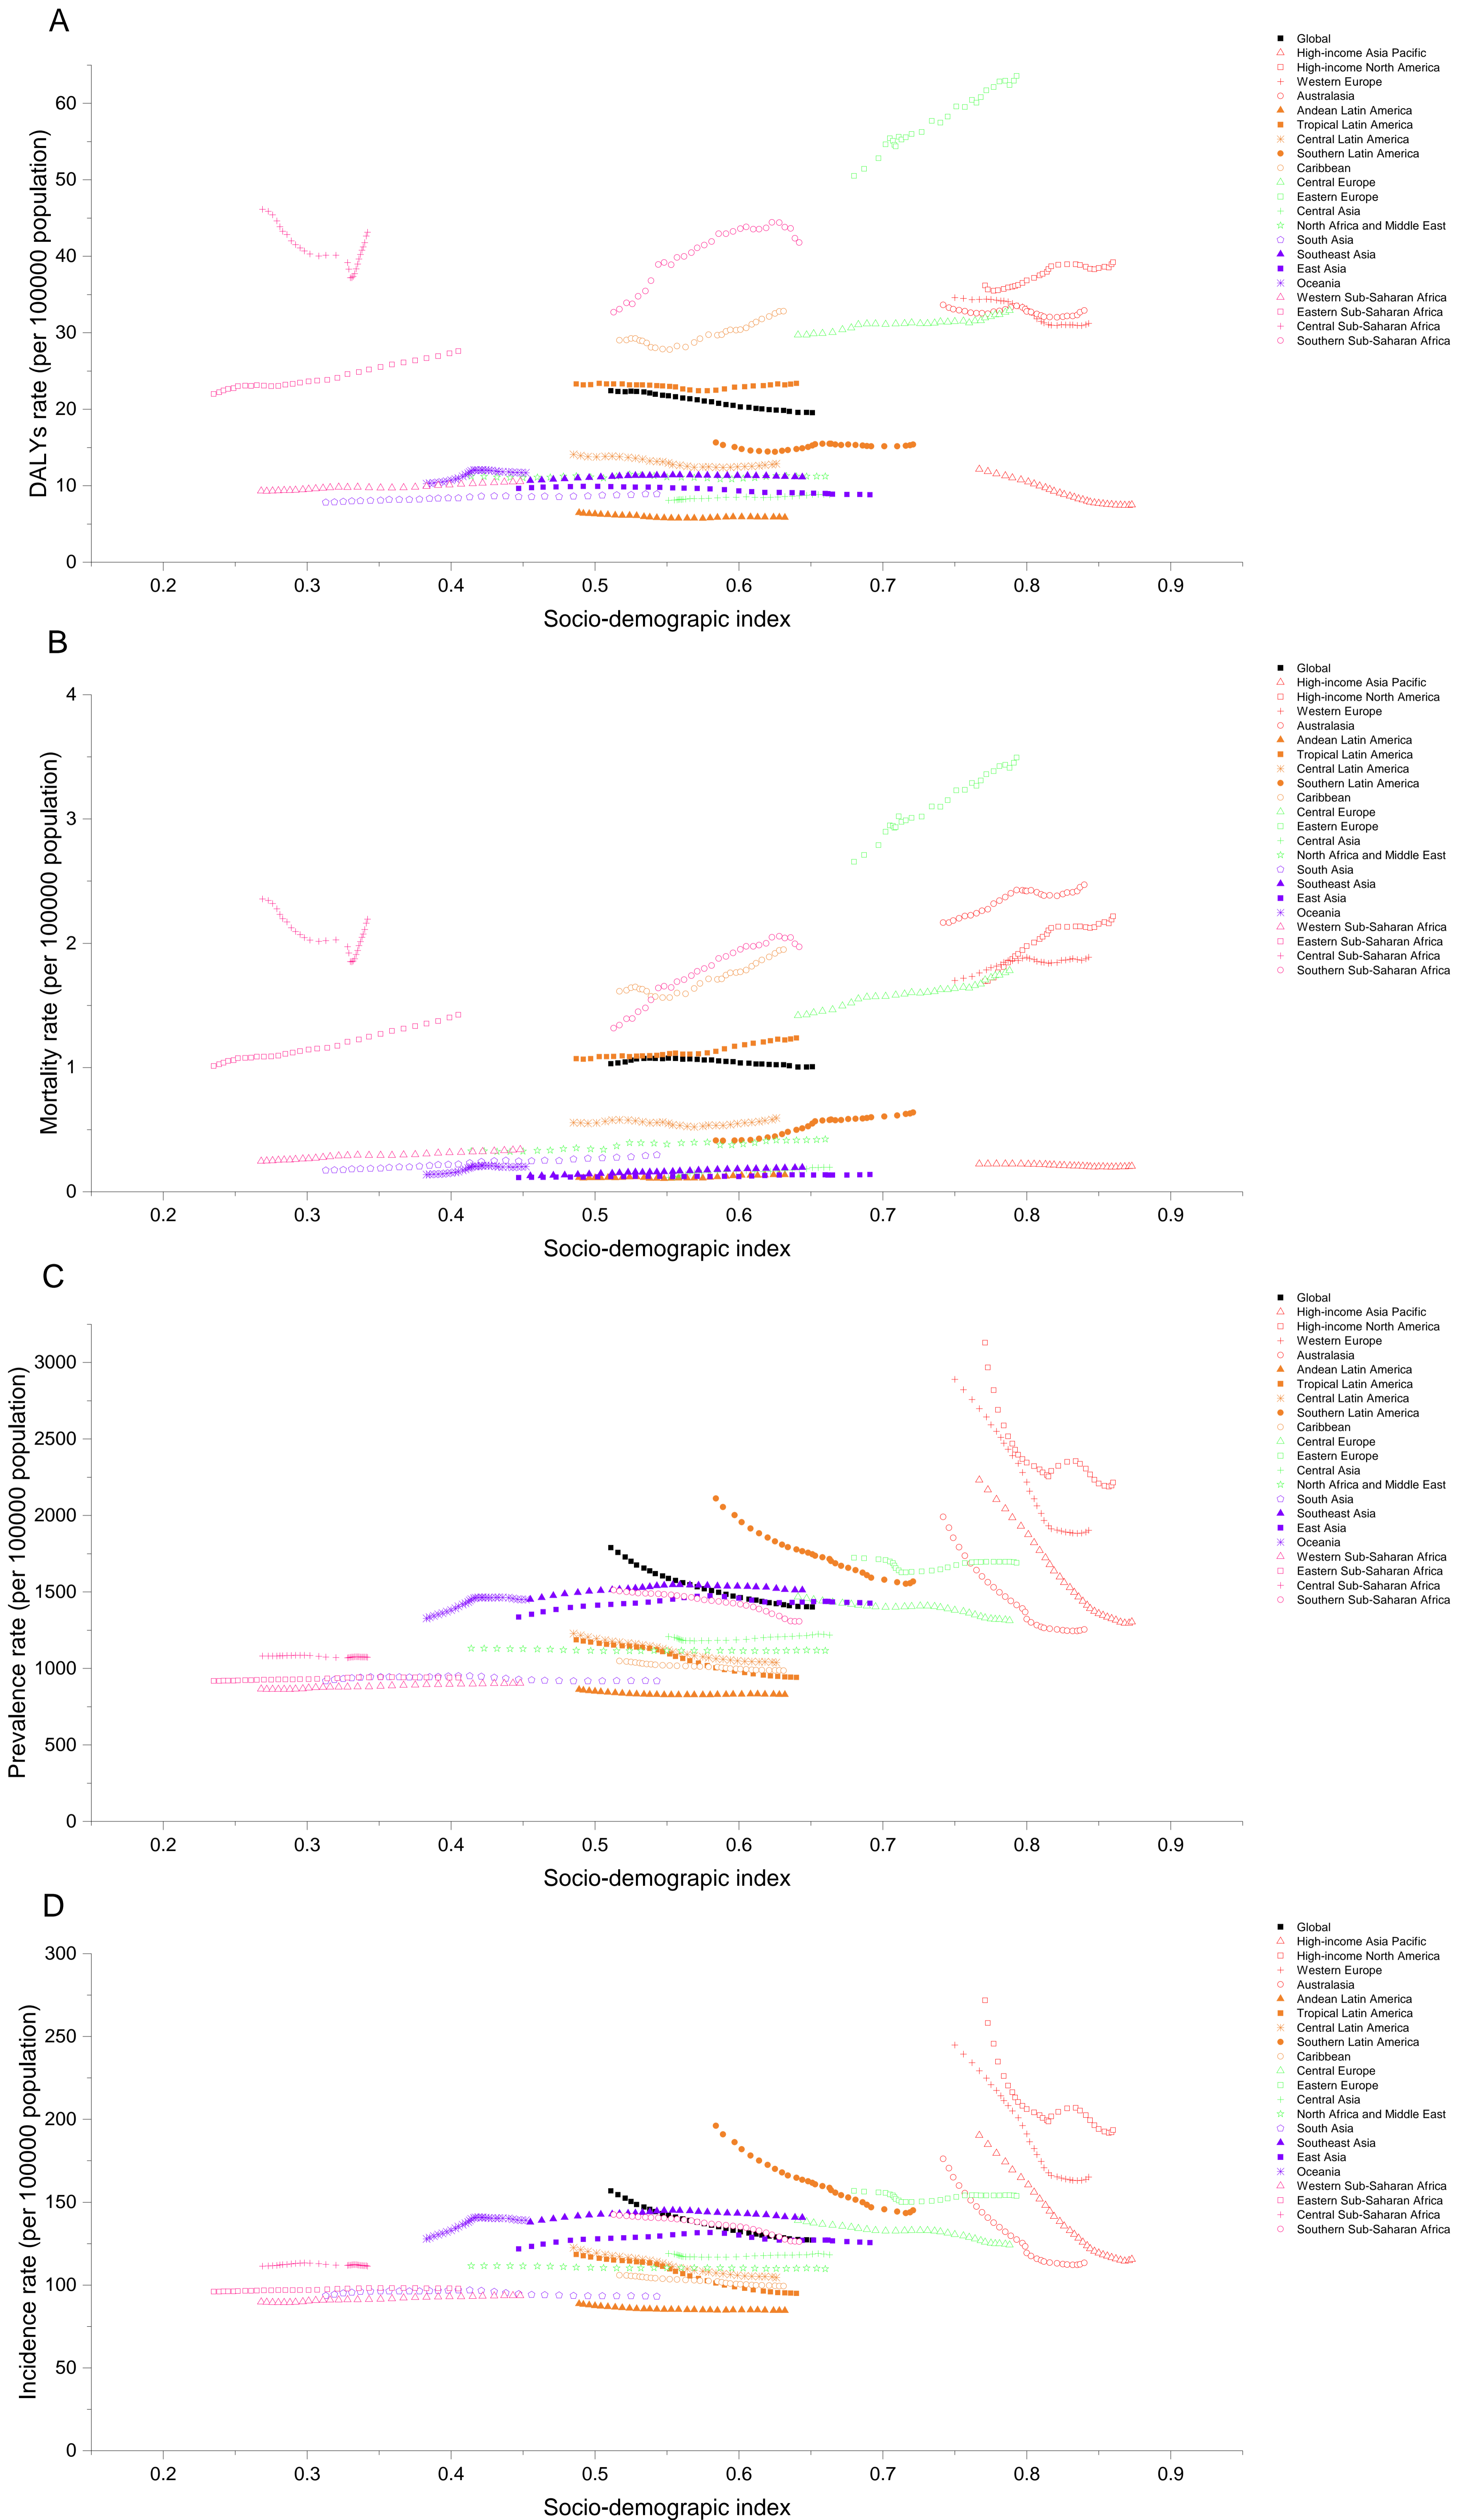 A
DALYs rate (per 100000 population)
60
50
40
30
20
10
0
0.2 0.3 0.4 0.5 0.6 0.7 0.8 0.9
Socio-demograpic index
Global
High-income Asia Pacific
High-income North America
Western Europe
Australasia
Andean Latin America
Tropical Latin America
Central Latin America
Southern Latin America
Caribbean
Central Europe
Eastern Europe
Central Asia
North Africa and Middle East
South Asia
Southeast Asia
East Asia
Oceania
Western Sub-Saharan Africa
Eastern Sub-Saharan Africa
Central Sub-Saharan Africa
Southern Sub-Saharan Africa
B
Mortality rate (per 100000 population)
4
3
2
1
0
0.2 0.3 0.4 0.5 0.6 0.7 0.8 0.9
Socio-demograpic index
Global
High-income Asia Pacific
High-income North America
Western Europe
Australasia
Andean Latin America
Tropical Latin America
Central Latin America
Southern Latin America
Caribbean
Central Europe
Eastern Europe
Central Asia
North Africa and Middle East
South Asia
Southeast Asia
East Asia
Oceania
Western Sub-Saharan Africa
Eastern Sub-Saharan Africa
Central Sub-Saharan Africa
Southern Sub-Saharan Africa
C
Prevalence rate (per 100000 population)
3000
2500
2000
1500
1000
500
0
0.2 0.3 0.4 0.5 0.6 0.7 0.8 0.9
Socio-demograpic index
Global
High-income Asia Pacific
High-income North America
Western Europe
Australasia
Andean Latin America
Tropical Latin America
Central Latin America
Southern Latin America
Caribbean
Central Europe
Eastern Europe
Central Asia
North Africa and Middle East
South Asia
Southeast Asia
East Asia
Oceania
Western Sub-Saharan Africa
Eastern Sub-Saharan Africa
Central Sub-Saharan Africa
Southern Sub-Saharan Africa
D
Incidence rate (per 100000 population)
300
250
200
150
100
50
0
0.2 0.3 0.4 0.5 0.6 0.7 0.8 0.9
Socio-demograpic index
Global
High-income Asia Pacific
High-income North America
Western Europe
Australasia
Andean Latin America
Tropical Latin America
Central Latin America
Southern Latin America
Caribbean
Central Europe
Eastern Europe
Central Asia
North Africa and Middle East
South Asia
Southeast Asia
East Asia
Oceania
Western Sub-Saharan Africa
Eastern Sub-Saharan Africa
Central Sub-Saharan Africa
Southern Sub-Saharan Africa